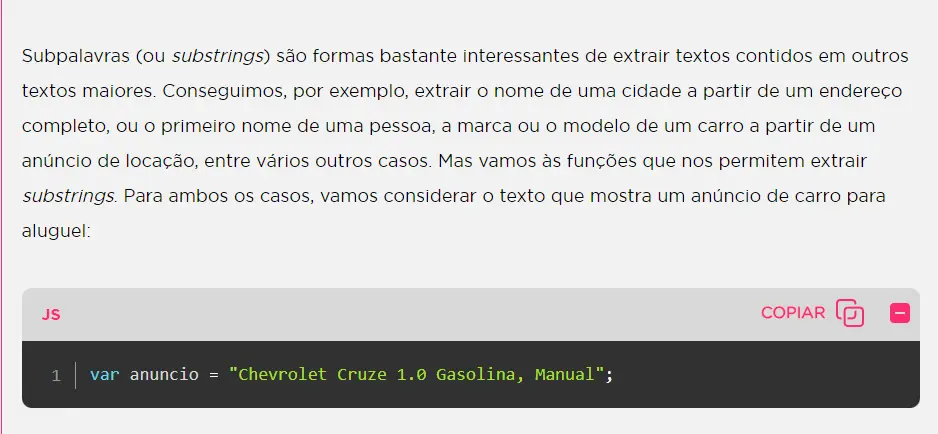 Subpalavras (ou substrings) são formas bastante interessantes de extrair textos contidos em outros
textos maiores. Conseguimos, por exemplo, extrair o nome de uma cidade a partir de um endereço
completo, ou o primeiro nome de uma pessoa, a marca ou o modelo de um carro a partir de um
anúncio de locação, entre vários outros casos. Mas vamos às funções que nos permitem extrair
substrings. Para ambos os casos, vamos considerar o texto que mostra um anúncio de carro para
aluguel:
JS COPIAR
1 var anuncio = "Chevrolet Cruze 1.0 Gasolina, Manual";